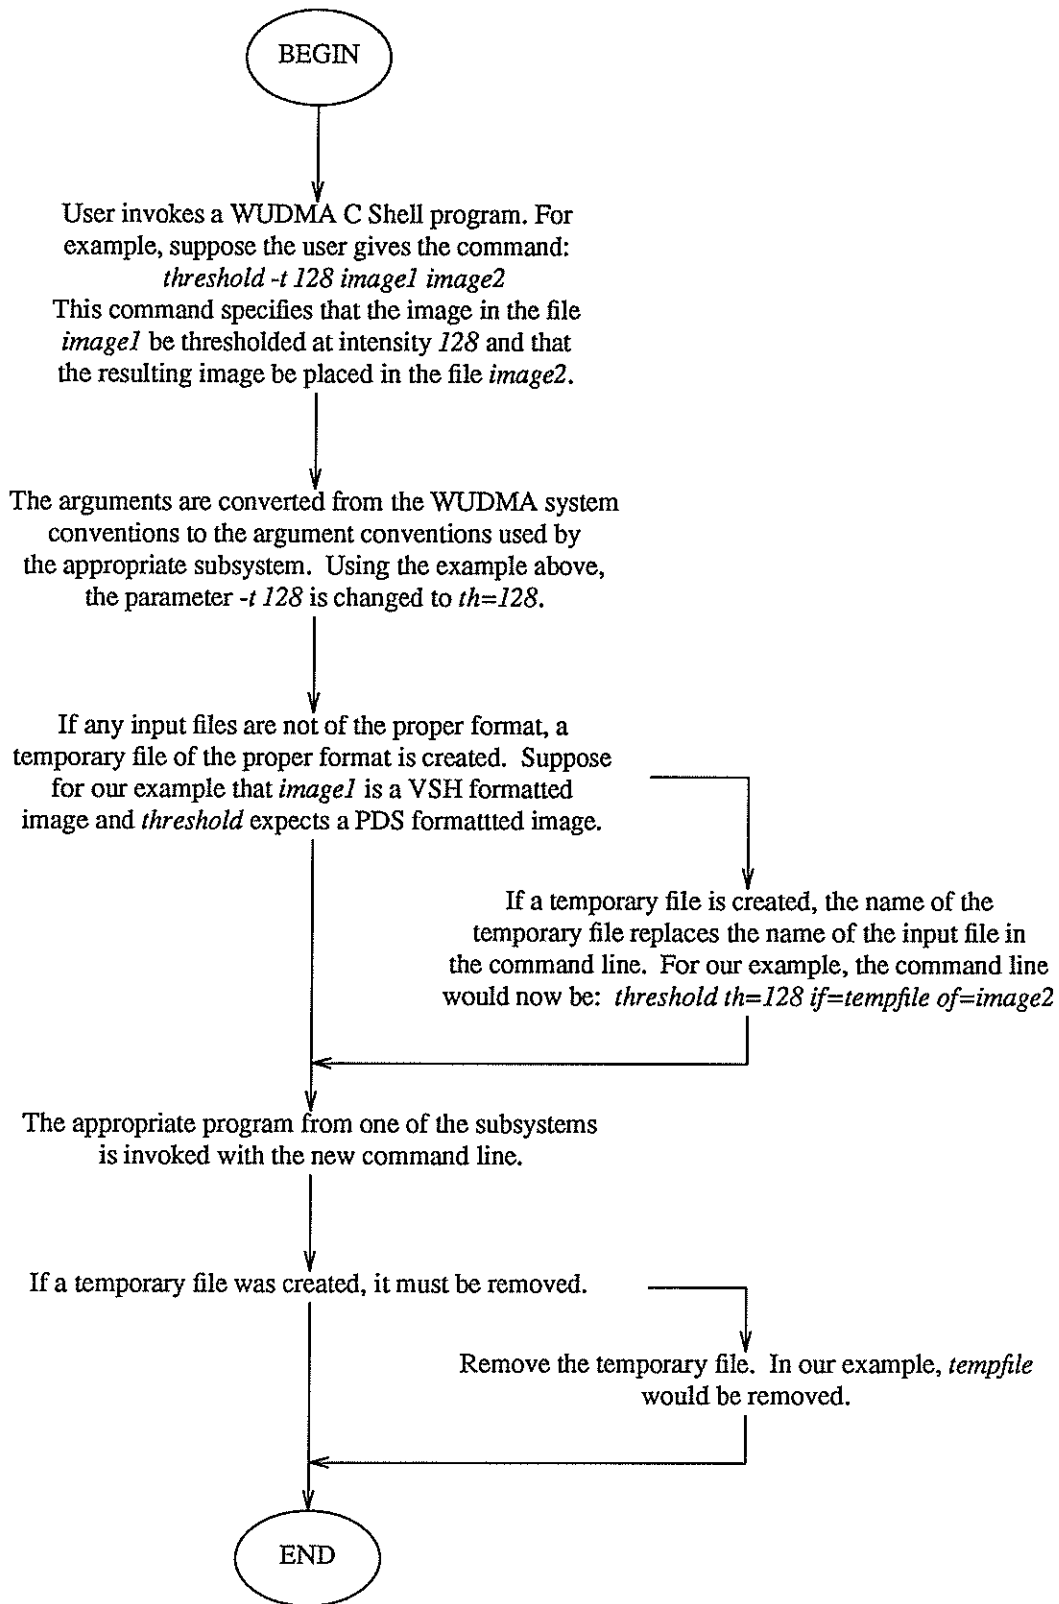 BEGIN
User invokes a WUDMA C Shell program. For
example, suppose the user gives the command:
threshold -t 128 image1 image2
This command specifies that the image in the file
image1 be thresholded at intensity 128 and that
the resulting image be placed in the file image2.
The arguments are converted from the WUDMA system
conventions to the argument conventions used by
the appropriate subsystem. Using the example above,
the parameter -t 128 is changed to th=128.
If any input files are not of the proper format, a
temporary file of the proper format is created. Suppose
for our example that image1 is a VSH formatted
image and threshold expects a PDS formattted image.
If a temporary file is created, the name of the
temporary file replaces the name of the input file in
the command line. For our example, the command line
would now be: threshold th=128 if=tempfile of=image2
The appropriate program from one of the subsystems
is invoked with the new command line.
If a temporary file was created, it must be removed.
Remove the temporary file. In our example, tempfile
would be removed.
END